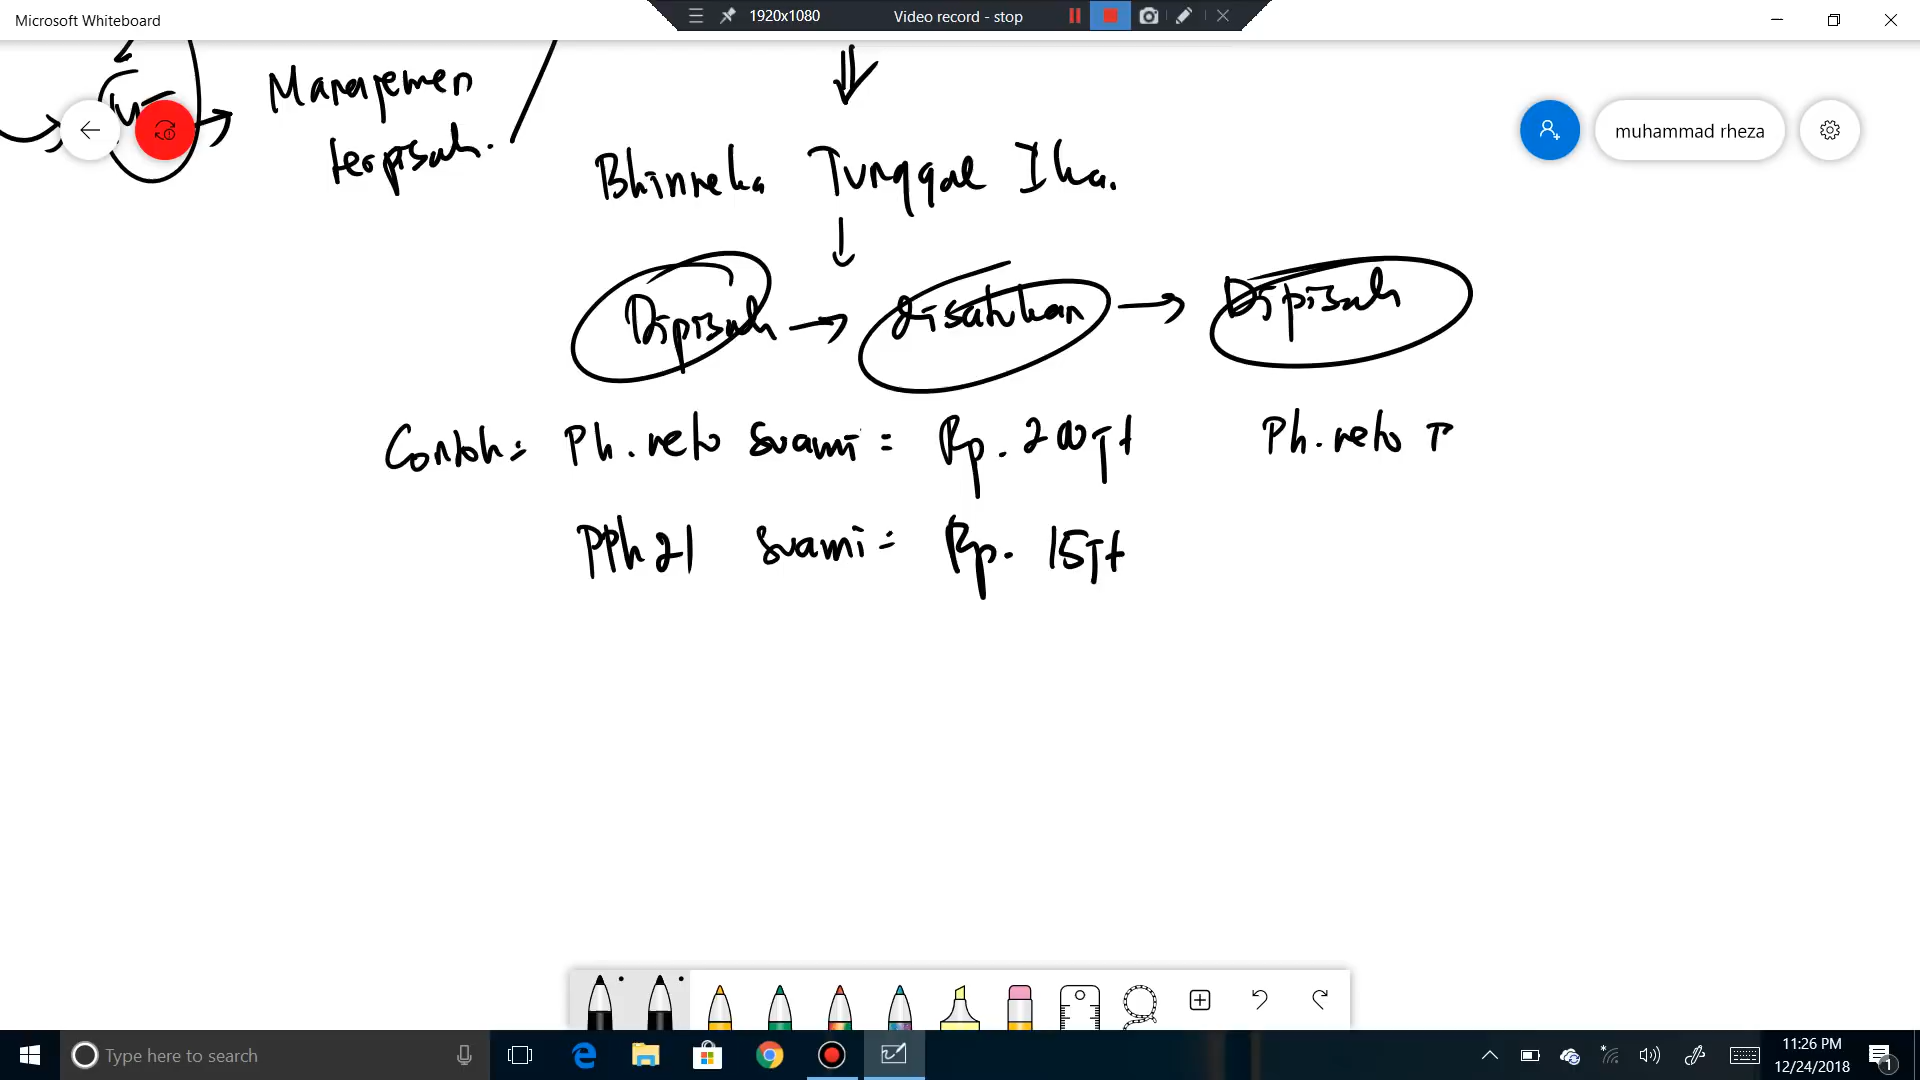 Microsoft Whiteboard
1920x1080
Video record - stop
Manajemen
terpisah.
muhammad rheza
Bhinneka Tunggal Ika.
Dipisah → disatukan → Dipisah
Contoh = Ph. neto suami = Rp. 200Jt Ph. neto
PPh 21 suami = Rp. 15Jt
Type here to search
11:26 PM
12/24/2018
1